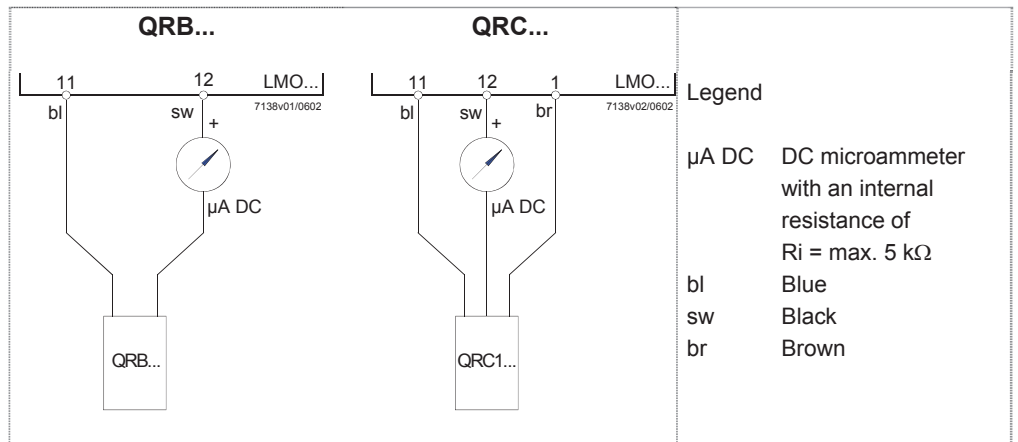 QRB...
11 12 LMO...
bl sw 7138v01/0602
+
µA DC
QRB...
QRC...
11 12 1 LMO...
bl sw br 7138v02/0602
+
µA DC
QRC1...
Legend
µA DC DC microammeter
with an internal
resistance of
Ri = max. 5 kΩ
bl Blue
sw Black
br Brown